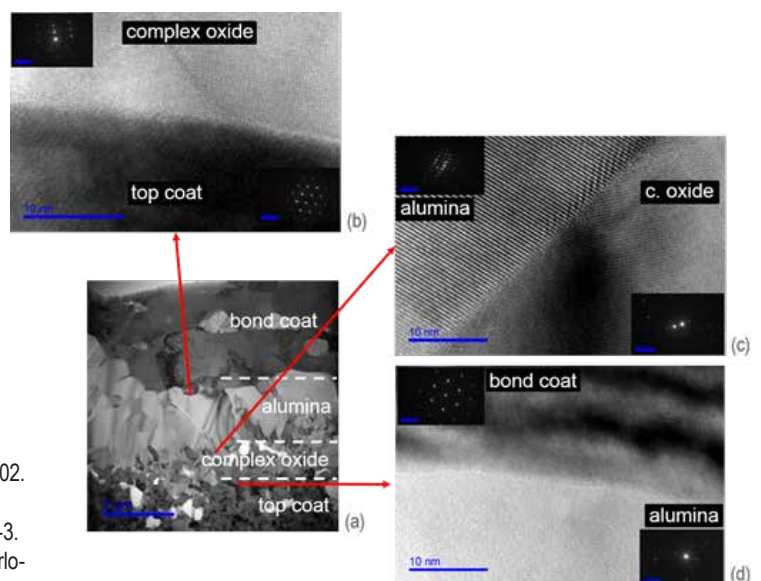 complex oxide
top coat
10 nm
(b)
alumina
c. oxide
10 nm
(c)
bond coat
alumina
complex oxide
top coat
(a)
bond coat
alumina
10 nm
(d)
02.
-3.
rlo-